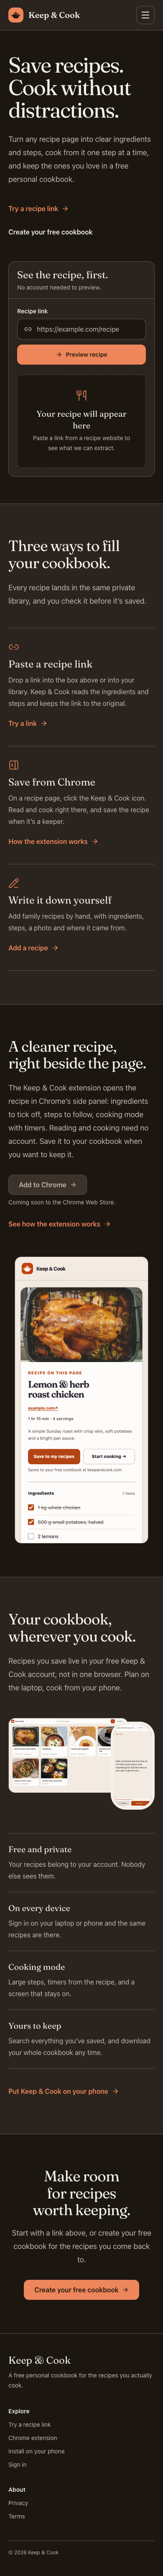 Keep & Cook
Save recipes.
Cook without
distractions.
Turn any recipe page into clear ingredients
and steps, cook from it one step at a time,
and keep the ones you love in a free
personal cookbook.
Try a recipe link →
Create your free cookbook
See the recipe, first.
No account needed to preview.
Recipe link
https://example.com/recipe
→ Preview recipe
Your recipe will appear
here
Paste a link from a recipe website to
see what we can extract.
Three ways to fill
your cookbook.
Every recipe lands in the same private
library, and you check it before it's saved.
Paste a recipe link
Drop a link into the box above or into your
library. Keep & Cook reads the ingredients and
steps and keeps the link to the original.
Try a link →
Save from Chrome
On a recipe page, click the Keep & Cook icon.
Read and cook right there, and save the recipe
when it's a keeper.
How the extension works →
Write it down yourself
Add family recipes by hand, with ingredients,
steps, a photo and where it came from.
Add a recipe →
A cleaner recipe,
right beside the page.
The Keep & Cook extension opens the
recipe in Chrome's side panel: ingredients
to tick off, steps to follow, cooking mode
with timers. Reading and cooking need no
account. Save it to your cookbook when
you want to keep it.
Add to Chrome →
Coming soon to the Chrome Web Store.
See how the extension works →
Keep & Cook
RECIPE ON THIS PAGE
Lemon & herb
roast chicken
example.com↗
1 hr 15 min · 4 servings
A simple Sunday roast with crisp skin, soft potatoes
and a bright pan sauce.
Save to my recipes
Start cooking →
Saves to your free cookbook at keepandcook.com
Ingredients
7 items
1 kg whole chicken
600 g small potatoes, halved
2 lemons
Your cookbook,
wherever you cook.
Recipes you save live in your free Keep &
Cook account, not in one browser. Plan on
the laptop, cook from your phone.
Free and private
Your recipes belong to your account. Nobody
else sees them.
On every device
Sign in on your laptop or phone and the same
recipes are there.
Cooking mode
Large steps, timers from the recipe, and a
screen that stays on.
Yours to keep
Search everything you've saved, and download
your whole cookbook any time.
Put Keep & Cook on your phone →
Make room
for recipes
worth keeping.
Start with a link above, or create your free
cookbook for the recipes you come back
to.
Create your free cookbook →
Keep & Cook
A free personal cookbook for the recipes you actually
cook.
Explore
Try a recipe link
Chrome extension
Install on your phone
Sign in
About
Privacy
Terms
© 2026 Keep & Cook